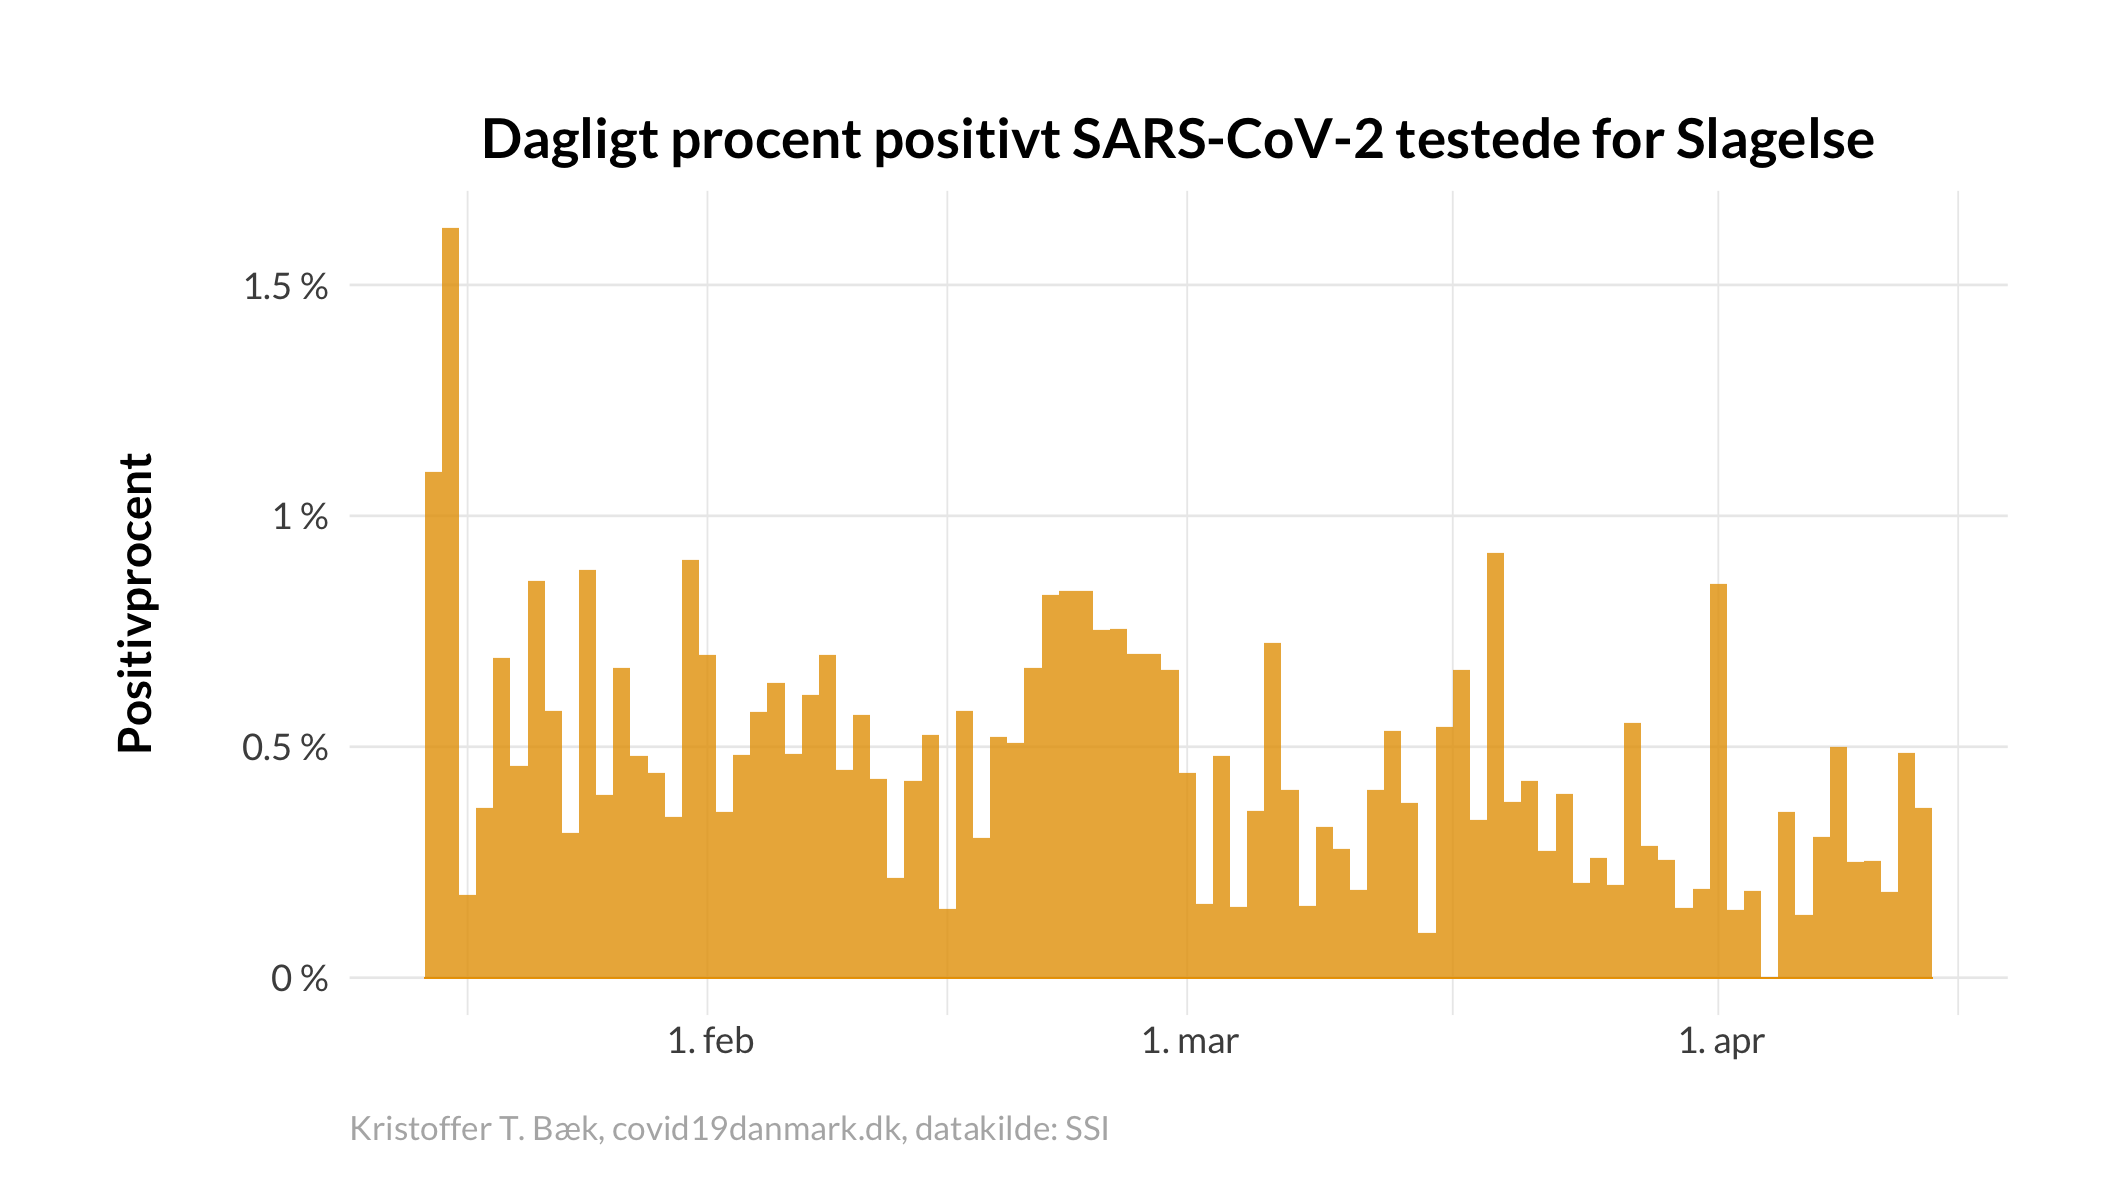 Dagligt procent positivt SARS-CoV-2 testede for Slagelse
Positivprocent
1.5 %
1 %
0.5 %
0 %
1. feb
1. mar
1. apr
Kristoffer T. Bæk, covid19danmark.dk, datakilde: SSI